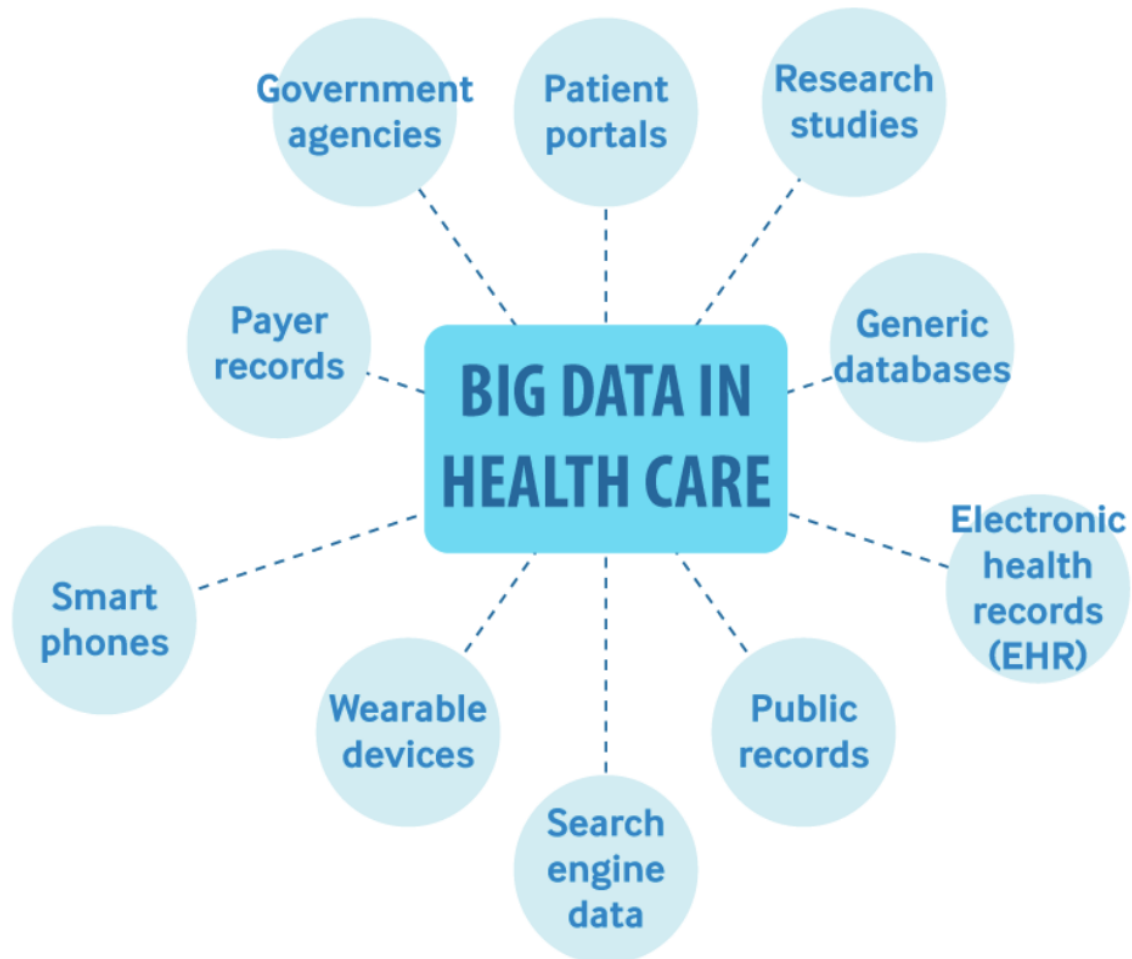 Government
agencies
Patient
portals
Research
studies
Payer
records
BIG DATA IN
HEALTH CARE
Generic
databases
Smart
phones
Electronic
health
records
(EHR)
Wearable
devices
Public
records
Search
engine
data